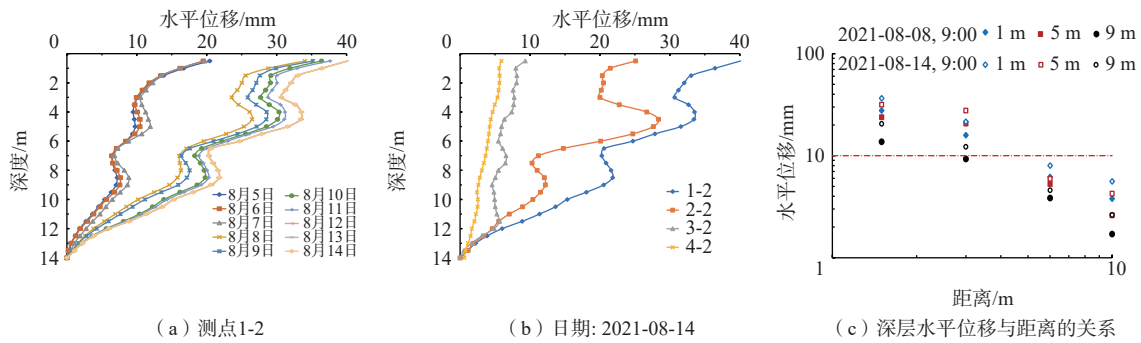 水平位移/mm
0 10 20 30 40
0
2
4
6
8
10
12
14
深度/m
8月5日 8月10日
8月6日 8月11日
8月7日 8月12日
8月8日 8月13日
8月9日 8月14日
（a）测点1-2
水平位移/mm
0 10 20 30 40
0
2
4
6
8
10
12
14
深度/m
1-2
2-2
3-2
4-2
（b）日期: 2021-08-14
2021-08-08, 9:00 1 m 5 m 9 m
2021-08-14, 9:00 1 m 5 m 9 m
100
10
1
水平位移/mm
1 10
距离/m
（c）深层水平位移与距离的关系